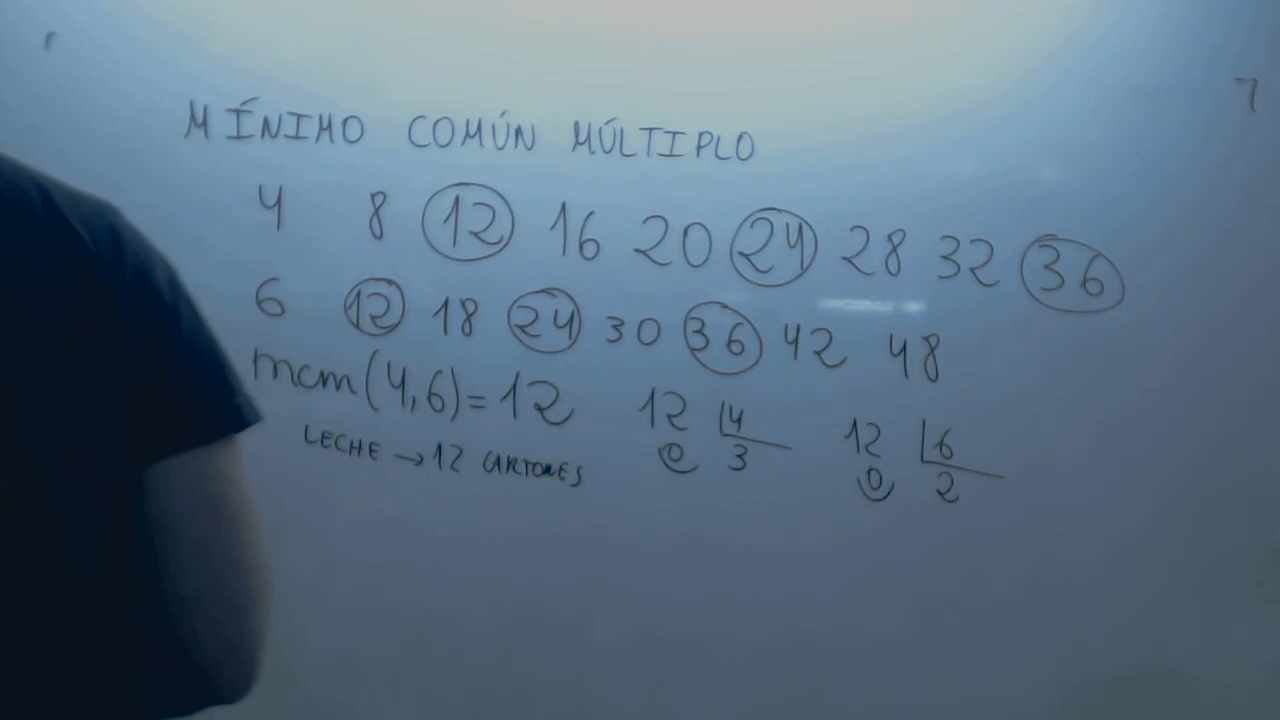 MÍNIMO COMÚN MÚLTIPLO
4 8 12 16 20 24 28 32 36
6 12 18 24 30 36 42 48
mcm(4,6)=12 12 4 12 6
0 3 0 2
LECHE → 12 CARTONES